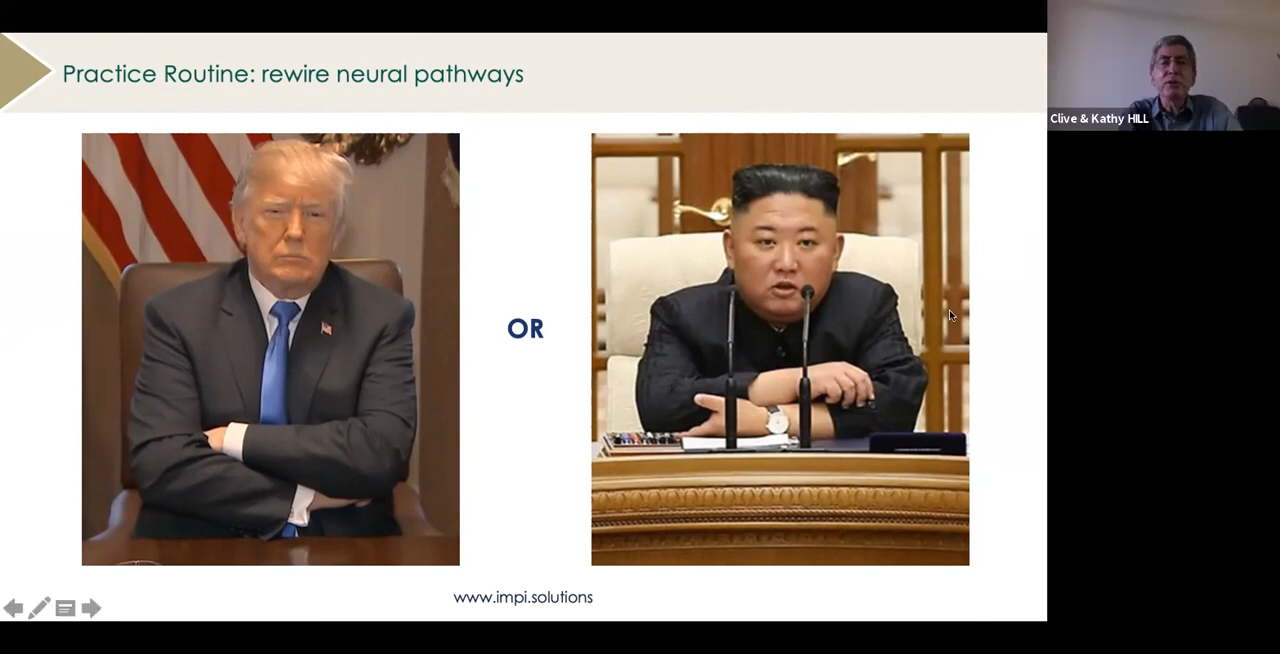 Practice Routine: rewire neural pathways
Clive & Kathy HILL
OR
www.impi.solutions